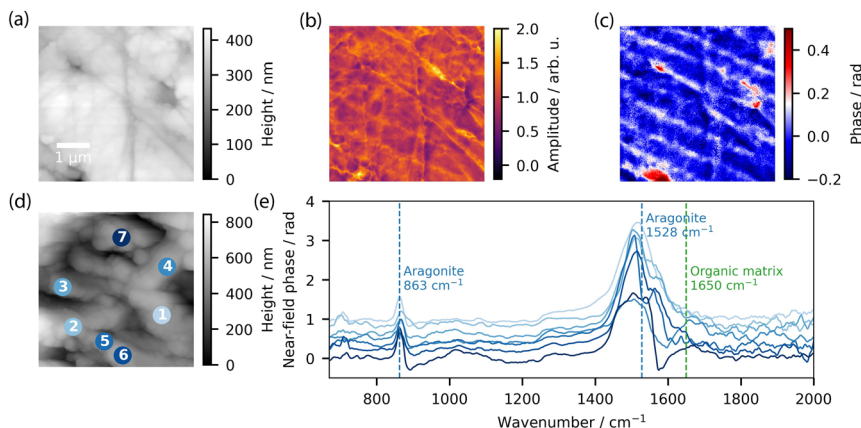 (a)
400
300
200
100
0
Height / nm
1 μm
(b)
2.0
1.5
1.0
0.5
0.0
Amplitude / arb. u.
(c)
0.4
0.2
0.0
−0.2
Phase / rad
(d)
7
4
3
1
2
5
6
800
600
400
200
0
Height / nm
(e)
4
3
2
1
0
Near-field phase / rad
Aragonite
863 cm⁻¹
Aragonite
1528 cm⁻¹
Organic matrix
1650 cm⁻¹
800 1000 1200 1400 1600 1800 2000
Wavenumber / cm⁻¹